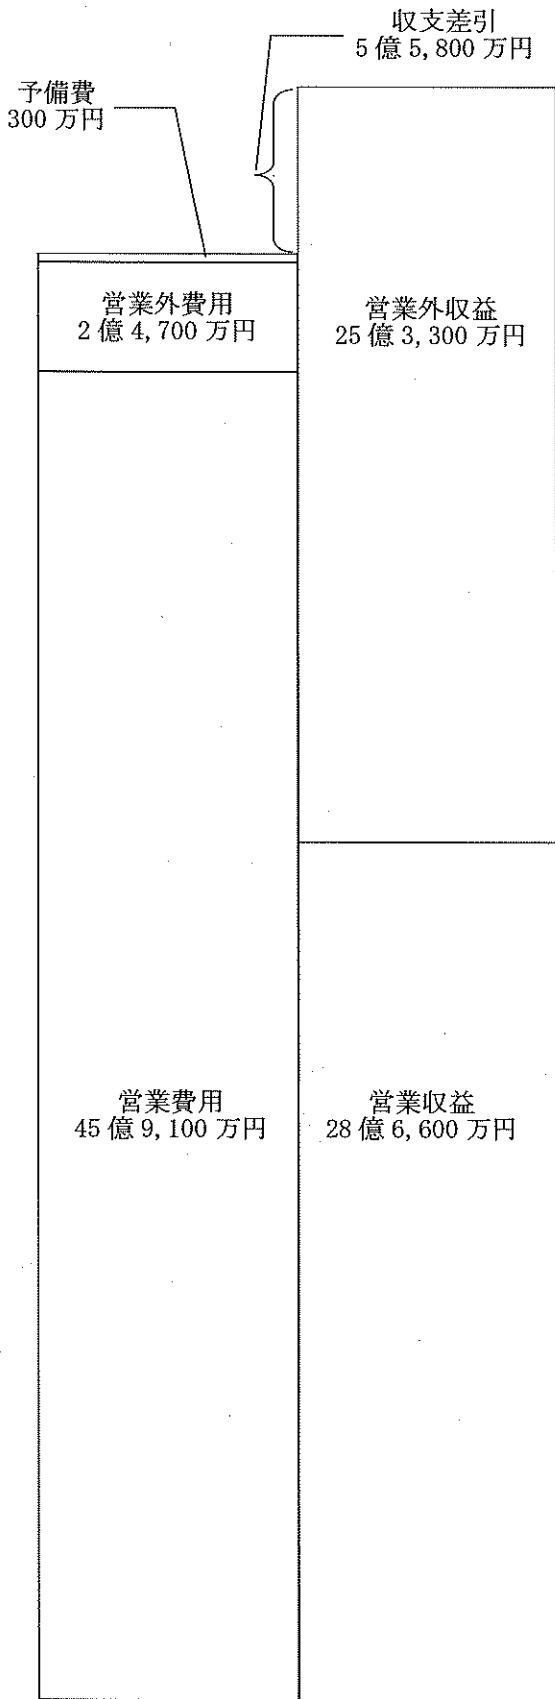 収支差引
5億5,800万円
予備費
300万円
営業外費用
2億4,700万円
営業外収益
25億3,300万円
営業費用
45億9,100万円
営業収益
28億6,600万円